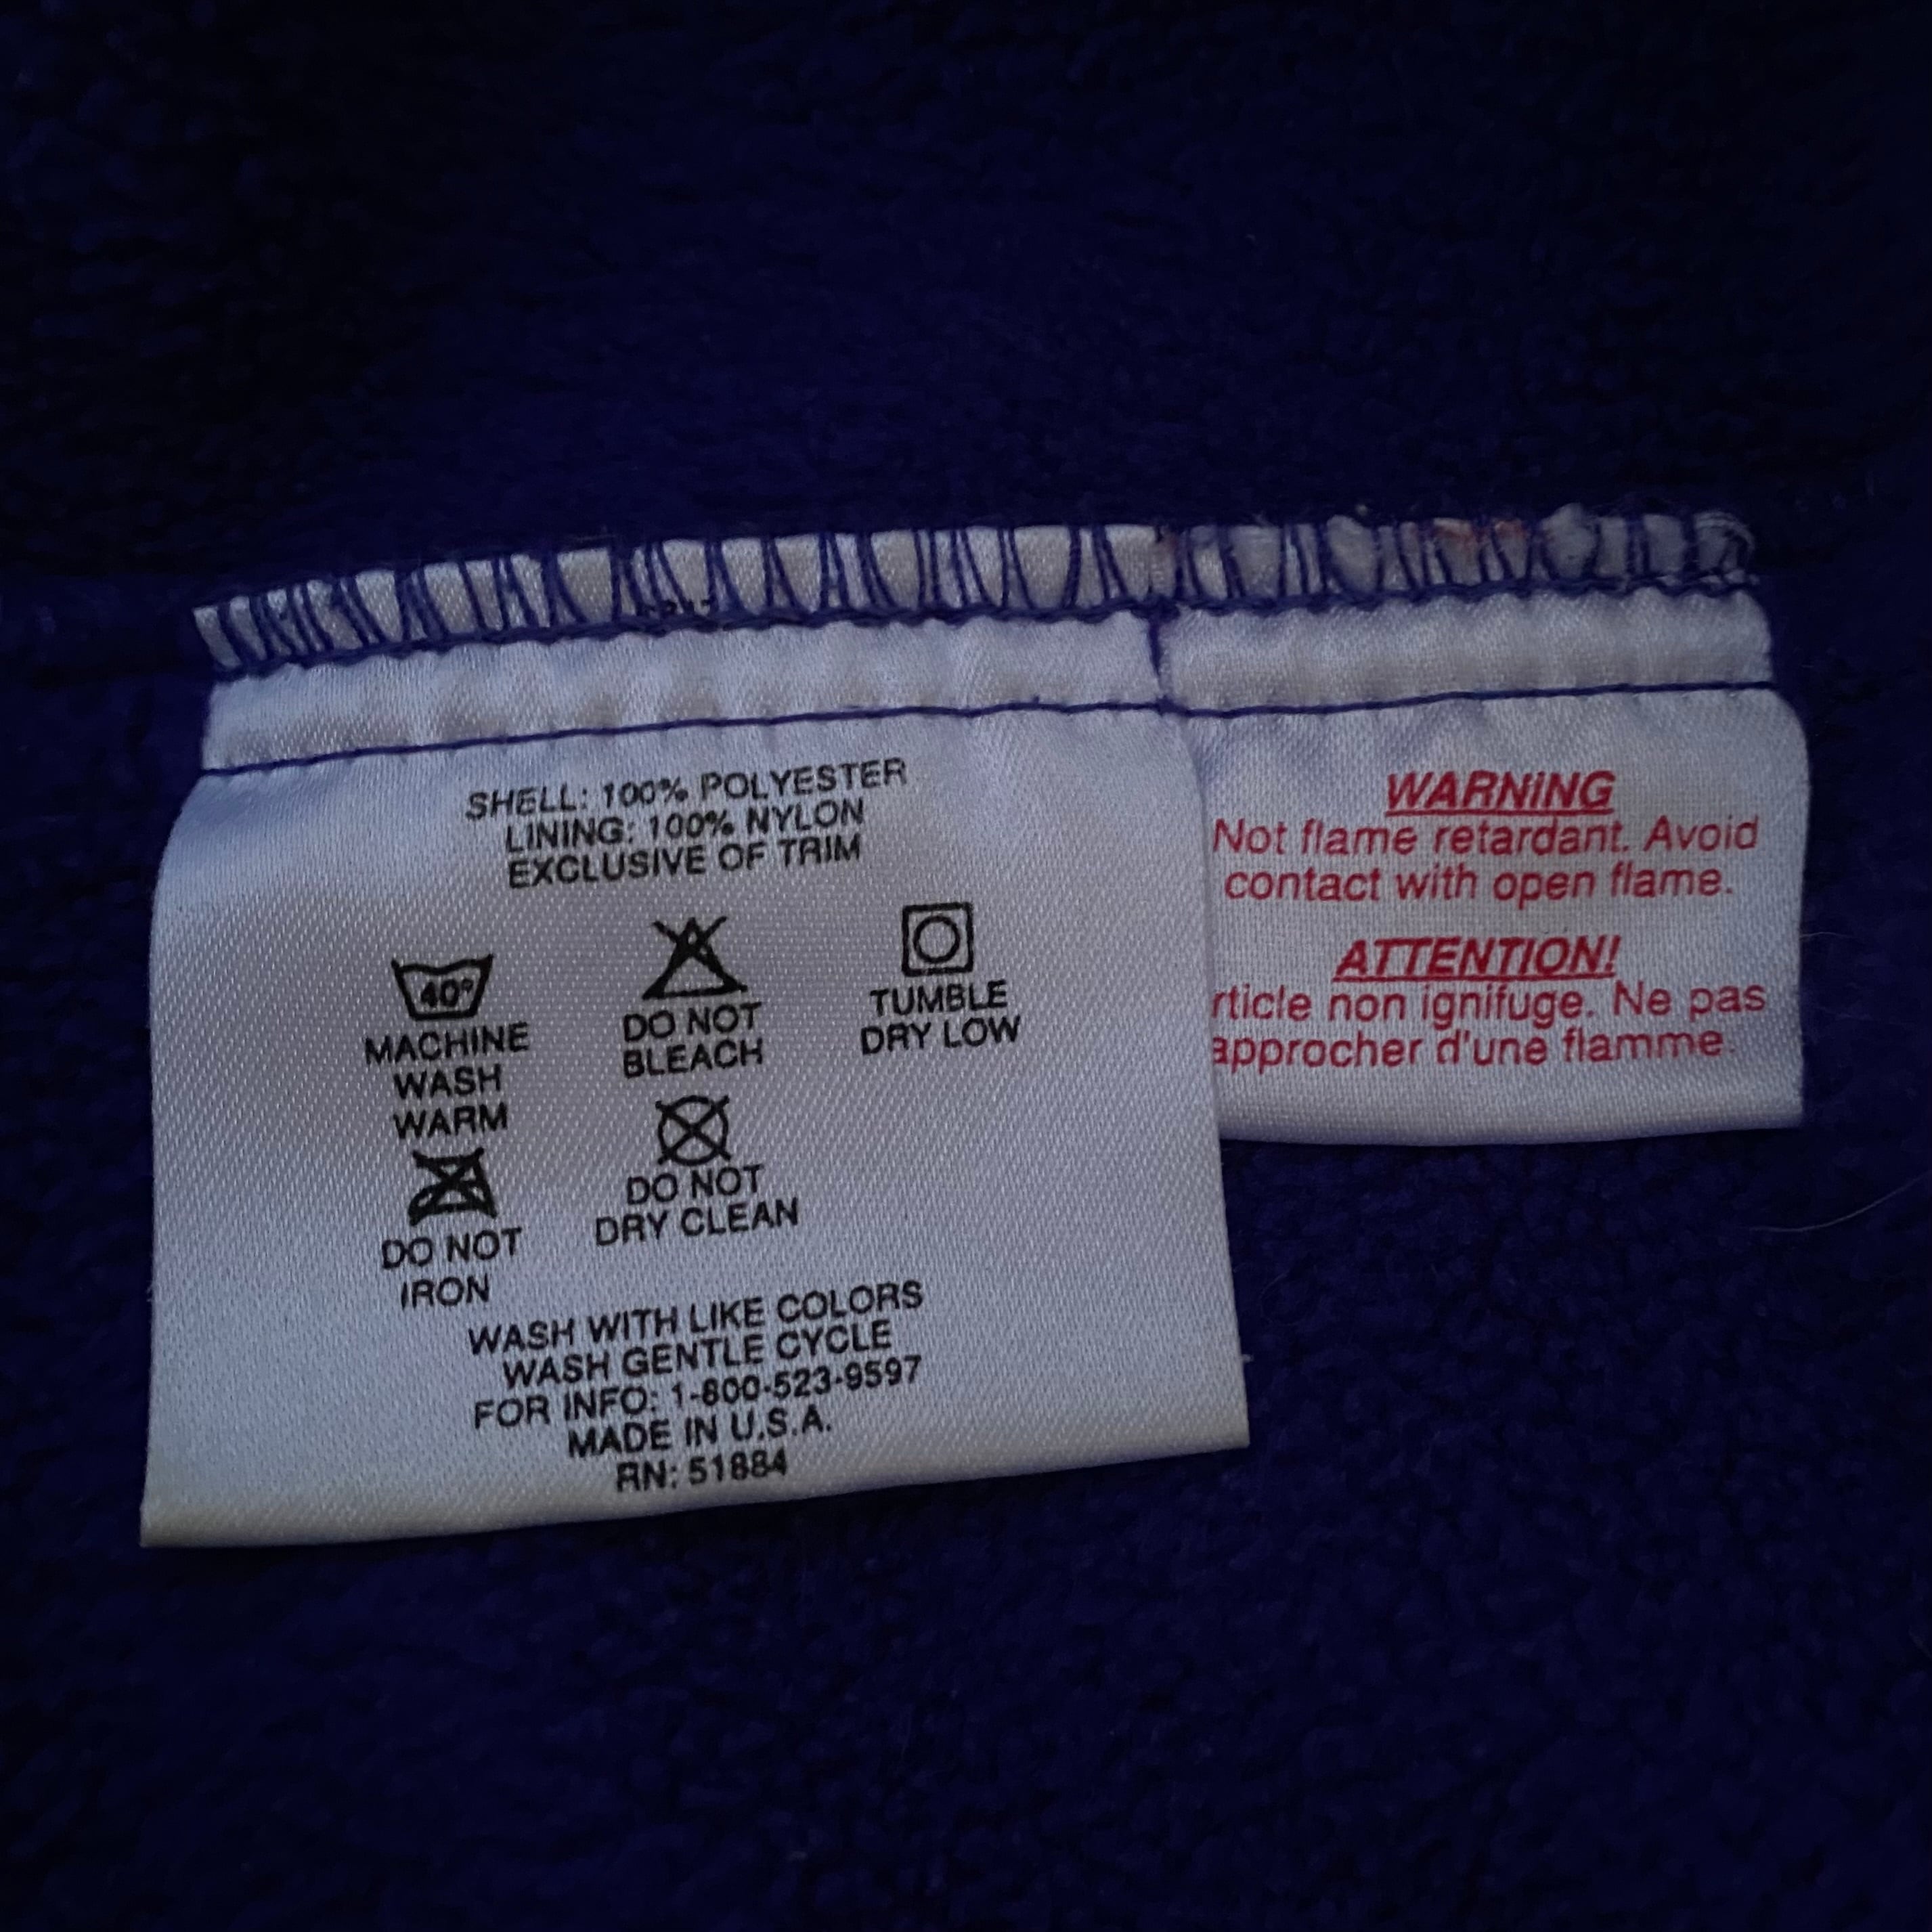 SHELL: 100% POLYESTER
LINING: 100% NYLON
EXCLUSIVE OF TRIM
40°
MACHINE
WASH
WARM
DO NOT
BLEACH
TUMBLE
DRY LOW
DO NOT
IRON
DO NOT
DRY CLEAN
WASH WITH LIKE COLORS
WASH GENTLE CYCLE
FOR INFO: 1-800-523-9597
MADE IN U.S.A.
RN: 51884
WARNING
Not flame retardant. Avoid
contact with open flame.
ATTENTION!
rticle non ignifuge. Ne pas
approcher d'une flamme.